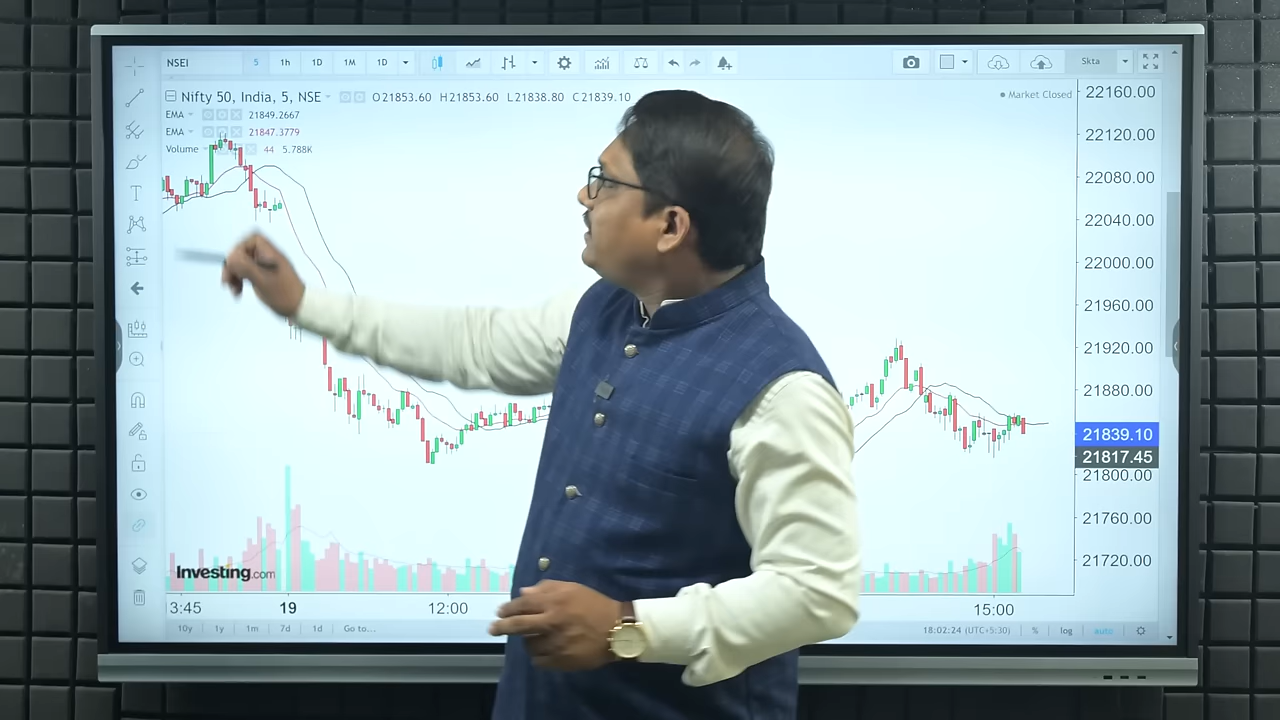 NSEI 5 1h 1D 1M 1D Skta
Nifty 50, India, 5, NSE O21853.60 H21853.60 L21838.80 C21839.10
Market Closed
EMA 21849.2667
EMA 21847.3779
Volume 44 5.788K
22160.00
22120.00
22080.00
22040.00
22000.00
21960.00
21920.00
21880.00
21839.10
21817.45
21800.00
21760.00
21720.00
Investing.com
3:45 19 12:00 15:00
10y 1y 1m 7d 1d Go to... 18:02:24 (UTC+5:30) % log auto